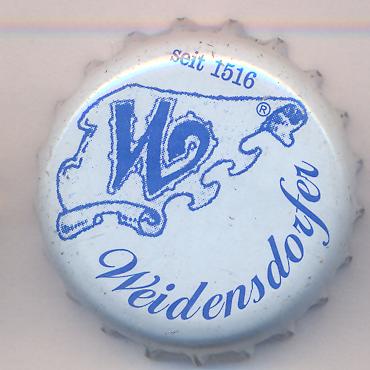 seit 1516
W
®
Weidensdorfer